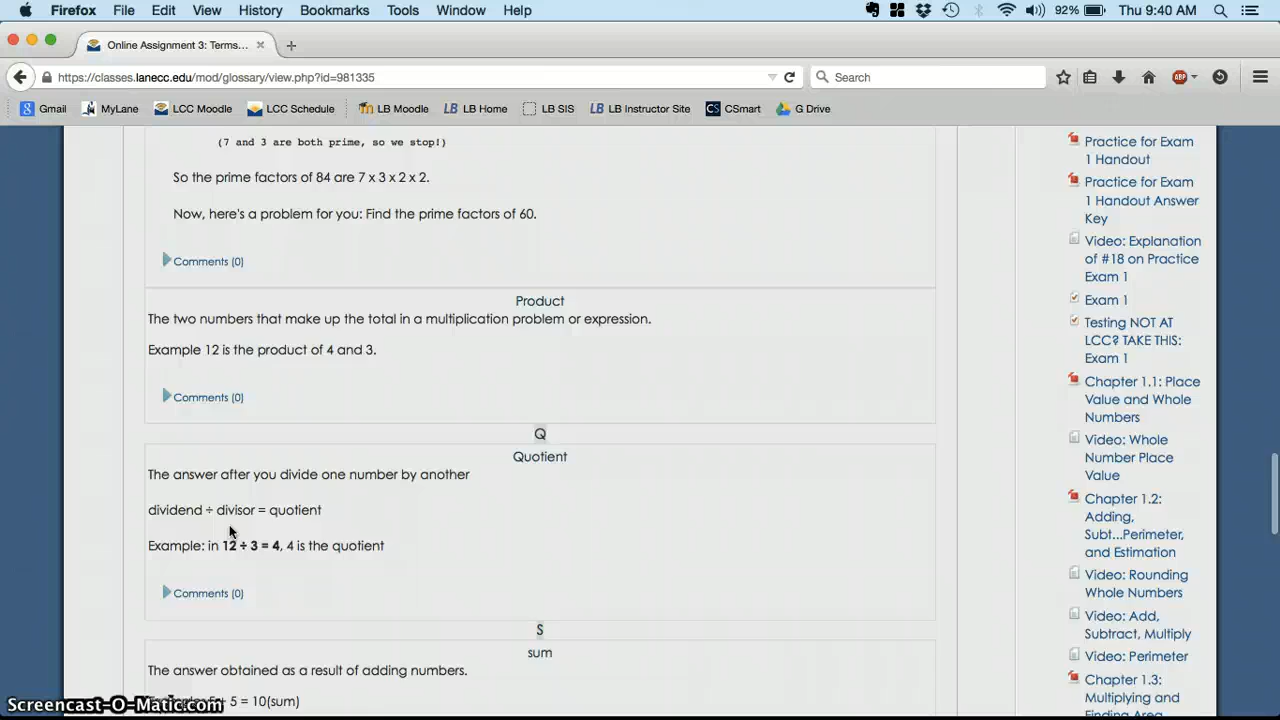 Firefox File Edit View History Bookmarks Tools Window Help 92% Thu 9:40 AM
Online Assignment 3: Terms...
https://classes.lanecc.edu/mod/glossary/view.php?id=981335 Search ABP
Gmail MyLane LCC Moodle LCC Schedule LB Moodle LB LB Home LB SIS LB LB Instructor Site CS CSmart G Drive
(7 and 3 are both prime, so we stop!)
So the prime factors of 84 are 7 x 3 x 2 x 2.
Now, here's a problem for you: Find the prime factors of 60.
Comments (0)
Product
The two numbers that make up the total in a multiplication problem or expression.
Example 12 is the product of 4 and 3.
Comments (0)
Q
Quotient
The answer after you divide one number by another
dividend ÷ divisor = quotient
Example: in 12 ÷ 3 = 4, 4 is the quotient
Comments (0)
S
sum
The answer obtained as a result of adding numbers.
5 = 10(sum)
Screencast-O-Matic.com
Practice for Exam
1 Handout
Practice for Exam
1 Handout Answer
Key
Video: Explanation
of #18 on Practice
Exam 1
Exam 1
Testing NOT AT
LCC? TAKE THIS:
Exam 1
Chapter 1.1: Place
Value and Whole
Numbers
Video: Whole
Number Place
Value
Chapter 1.2:
Adding,
Subt...Perimeter,
and Estimation
Video: Rounding
Whole Numbers
Video: Add,
Subtract, Multiply
Video: Perimeter
Chapter 1.3:
Multiplying and
Finding Area